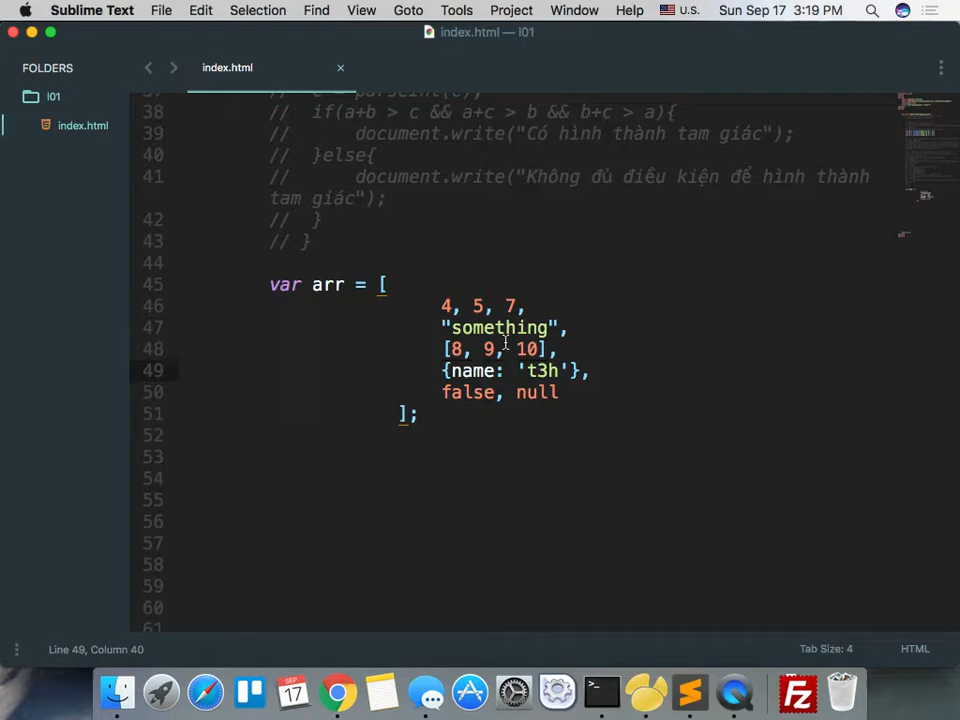 Sublime Text File Edit Selection Find View Goto Tools Project Window Help U.S. Sun Sep 17 3:19 PM
index.html — l01
FOLDERS
index.html
l01
index.html
38 // if(a+b > c && a+c > b && b+c > a){
39 // document.write("Có hình thành tam giác");
40 // }else{
41 // document.write("Không đủ điều kiện để hình thành
tam giác");
42 // }
43 // }
44
45 var arr = [
46 4, 5, 7,
47 "something",
48 [8, 9, 10],
49 {name: 't3h'},
50 false, null
51 ];
52
53
54
55
56
57
58
59
60
61
Line 49, Column 40
Tab Size: 4
HTML
SEP
17